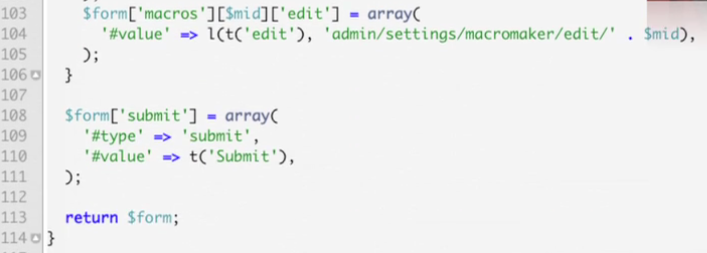 103 $form['macros'][$mid]['edit'] = array(
104 '#value' => l(t('edit'), 'admin/settings/macromaker/edit/' . $mid),
105 );
106 }
107
108 $form['submit'] = array(
109 '#type' => 'submit',
110 '#value' => t('Submit'),
111 );
112
113 return $form;
114 }